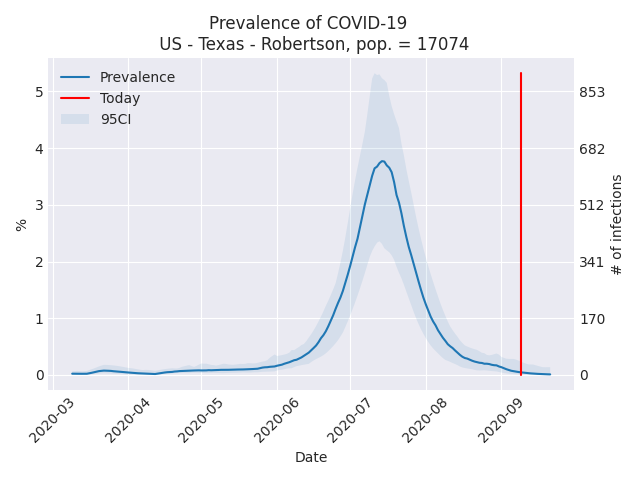 Prevalence of COVID-19
US - Texas - Robertson, pop. = 17074
Prevalence
Today
95CI
5
4
3
2
1
0
%
853
682
512
341
170
0
# of infections
2020-03
2020-04
2020-05
2020-06
2020-07
2020-08
2020-09
Date